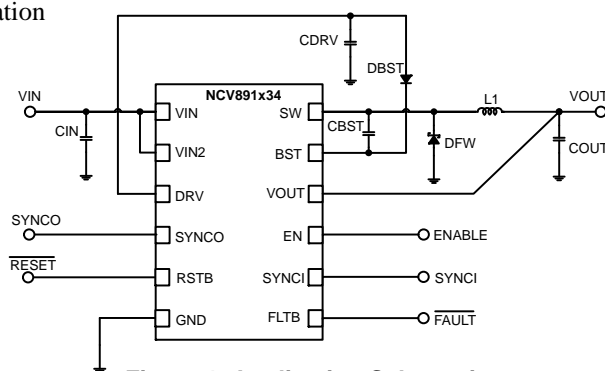 ation
CDRV
DBST
NCV891x34
VIN
VIN
SW
L1
VOUT
CIN
CBST
VIN2
BST
DFW
COUT
DRV
VOUT
SYNCO
SYNCO
EN
ENABLE
RESET
RSTB
SYNCI
SYNCI
GND
FLTB
FAULT